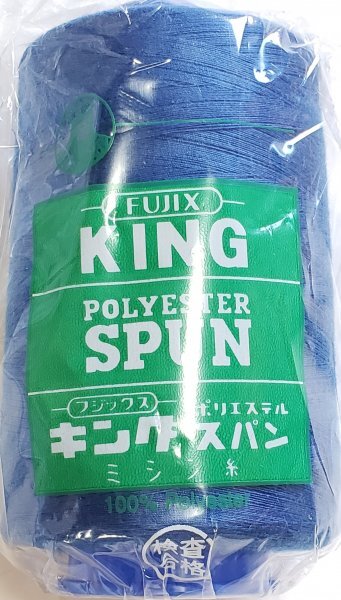 FUJIX
KING
POLYESTER
SPUN
フジックス ポリエステル
キングスパン
ミシン糸
100% Polyester
検査
合格